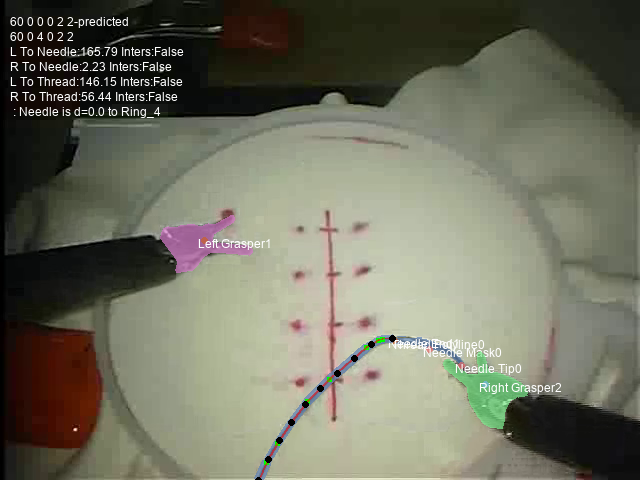 60 0 0 0 2 2-predicted
60 0 4 0 2 2
L To Needle:165.79 Inters:False
R To Needle:2.23 Inters:False
L To Thread:146.15 Inters:False
R To Thread:56.44 Inters:False
: Needle is d=0.0 to Ring_4
Left Grasper1
Needle Mask0
Needle Tip0
Right Grasper2